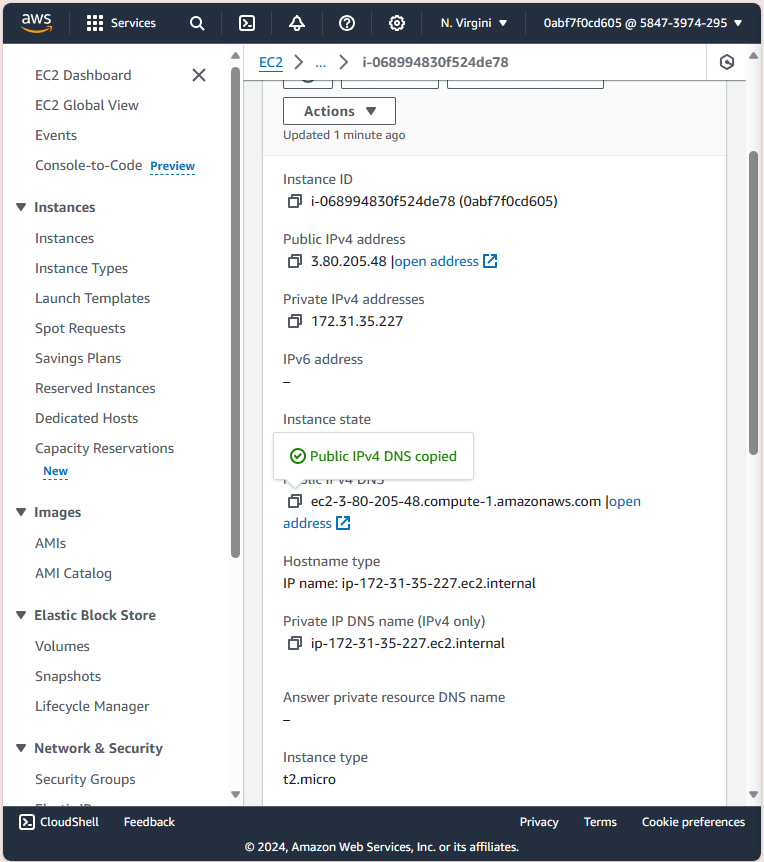 aws
Services
N. Virgini
0abf7f0cd605 @ 5847-3974-295
EC2 Dashboard
EC2 Global View
Events
Console-to-Code Preview
Instances
Instances
Instance Types
Launch Templates
Spot Requests
Savings Plans
Reserved Instances
Dedicated Hosts
Capacity Reservations
New
Images
AMIs
AMI Catalog
Elastic Block Store
Volumes
Snapshots
Lifecycle Manager
Network & Security
Security Groups
EC2 > ... > i-068994830f524de78
Actions
Updated 1 minute ago
Instance ID
i-068994830f524de78 (0abf7f0cd605)
Public IPv4 address
3.80.205.48 |open address
Private IPv4 addresses
172.31.35.227
IPv6 address
–
Instance state
Public IPv4 DNS copied
Public IPv4 DNS
ec2-3-80-205-48.compute-1.amazonaws.com |open
address
Hostname type
IP name: ip-172-31-35-227.ec2.internal
Private IP DNS name (IPv4 only)
ip-172-31-35-227.ec2.internal
Answer private resource DNS name
–
Instance type
t2.micro
CloudShell
Feedback
Privacy
Terms
Cookie preferences
© 2024, Amazon Web Services, Inc. or its affiliates.